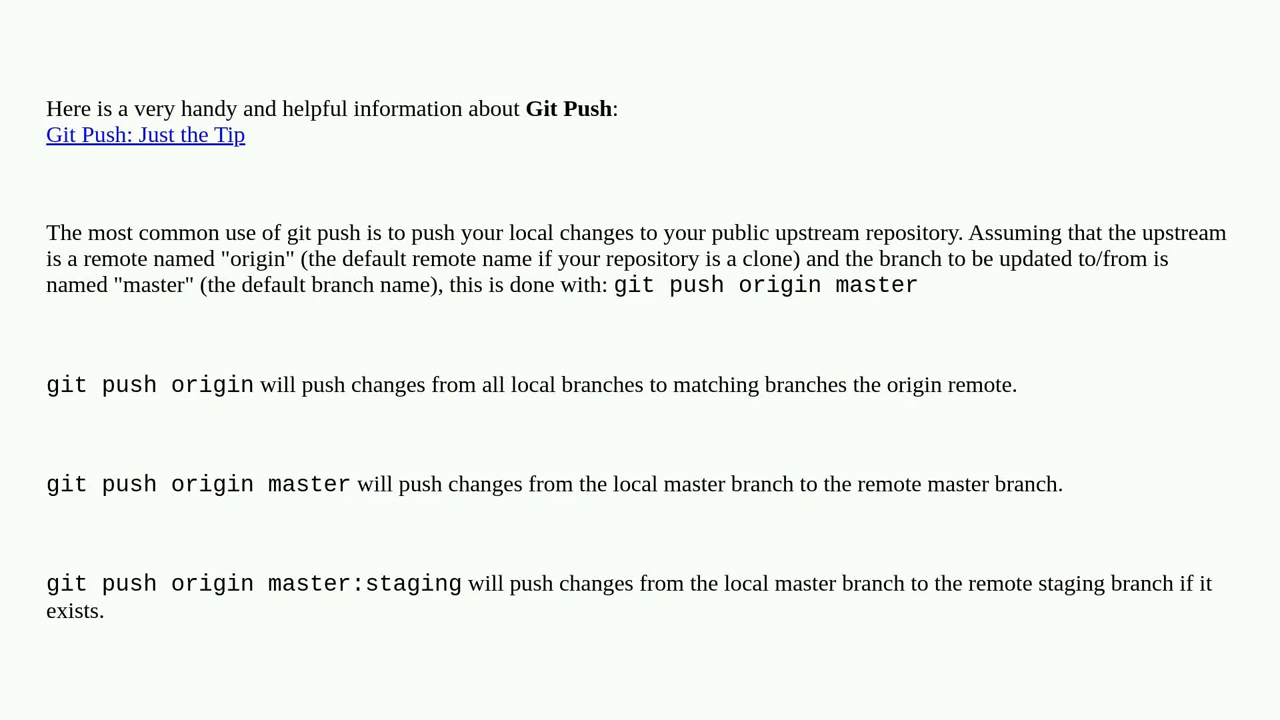 Here is a very handy and helpful information about Git Push:
Git Push: Just the Tip
The most common use of git push is to push your local changes to your public upstream repository. Assuming that the upstream
is a remote named "origin" (the default remote name if your repository is a clone) and the branch to be updated to/from is
named "master" (the default branch name), this is done with: git push origin master
git push origin will push changes from all local branches to matching branches the origin remote.
git push origin master will push changes from the local master branch to the remote master branch.
git push origin master:staging will push changes from the local master branch to the remote staging branch if it
exists.